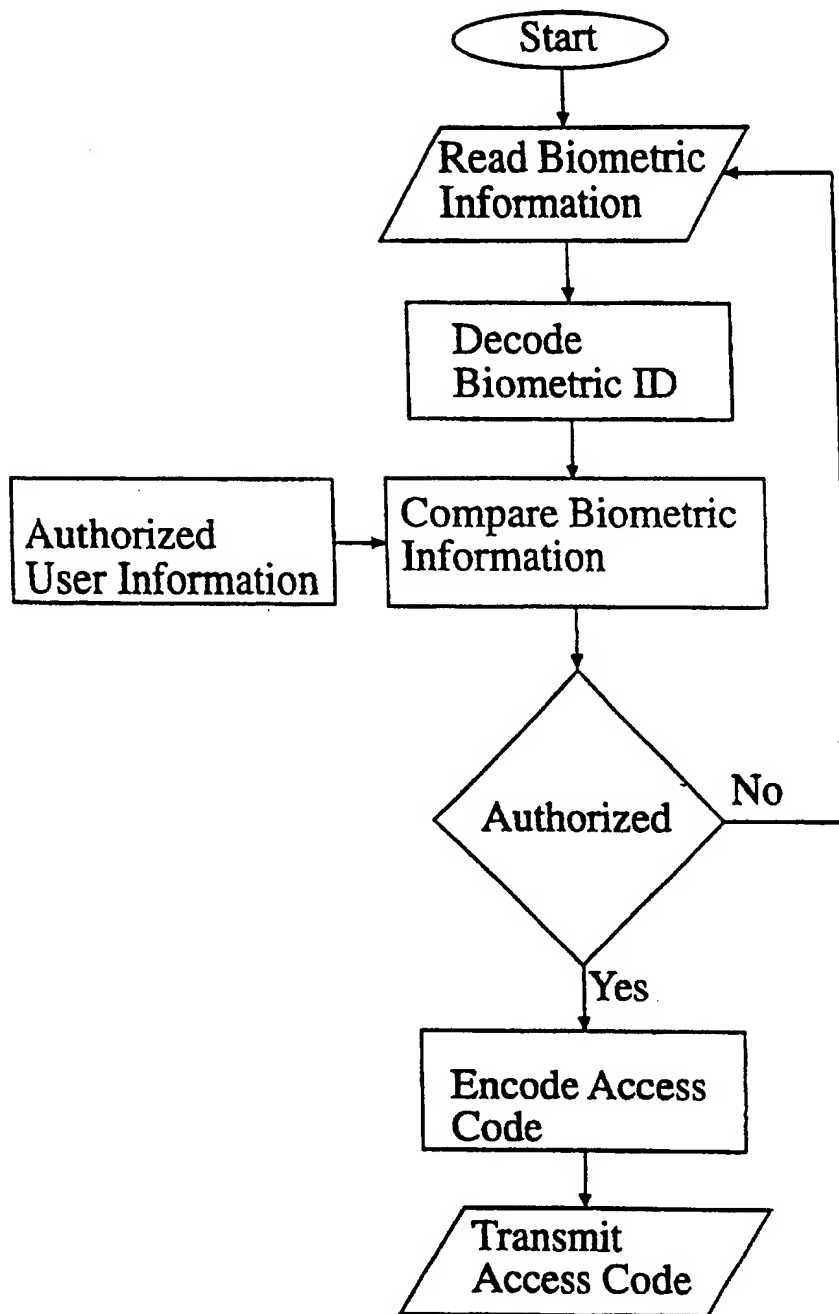 Start
Read Biometric
Information
Decode
Biometric ID
Authorized
User Information
Compare Biometric
Information
Authorized
No
Yes
Encode Access
Code
Transmit
Access Code